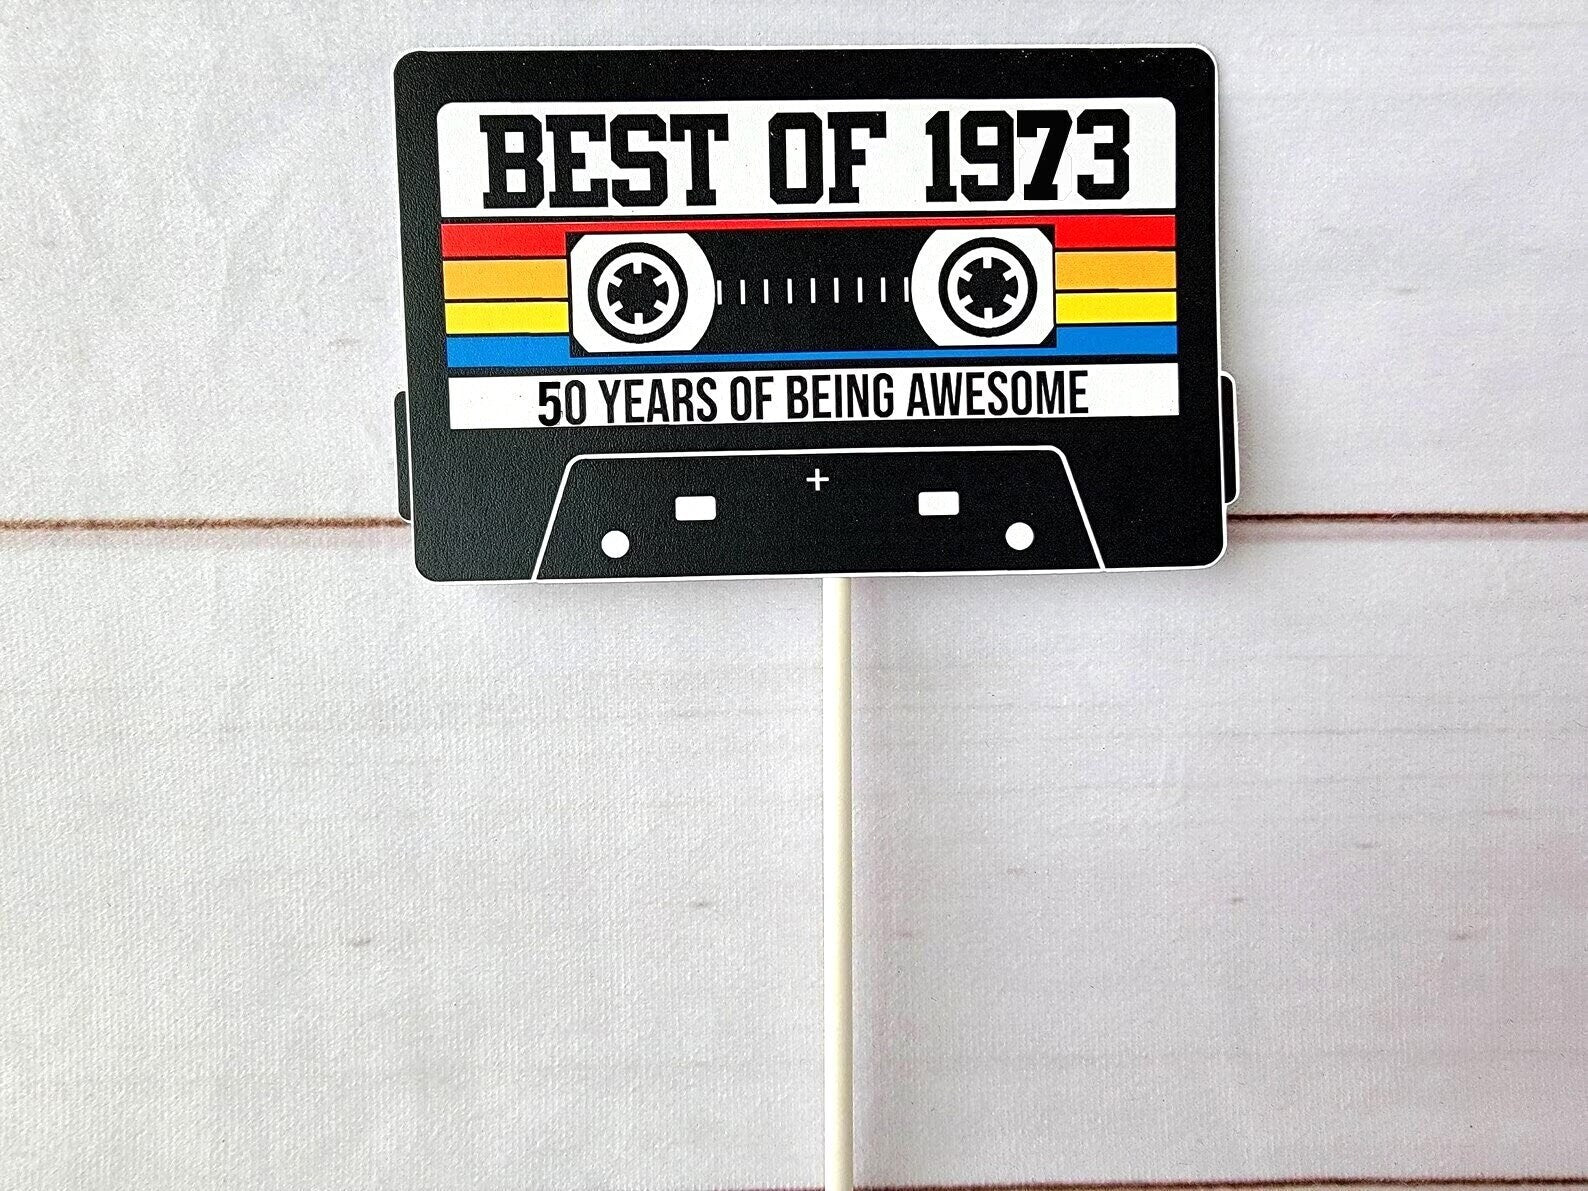 BEST OF 1973
50 YEARS OF BEING AWESOME